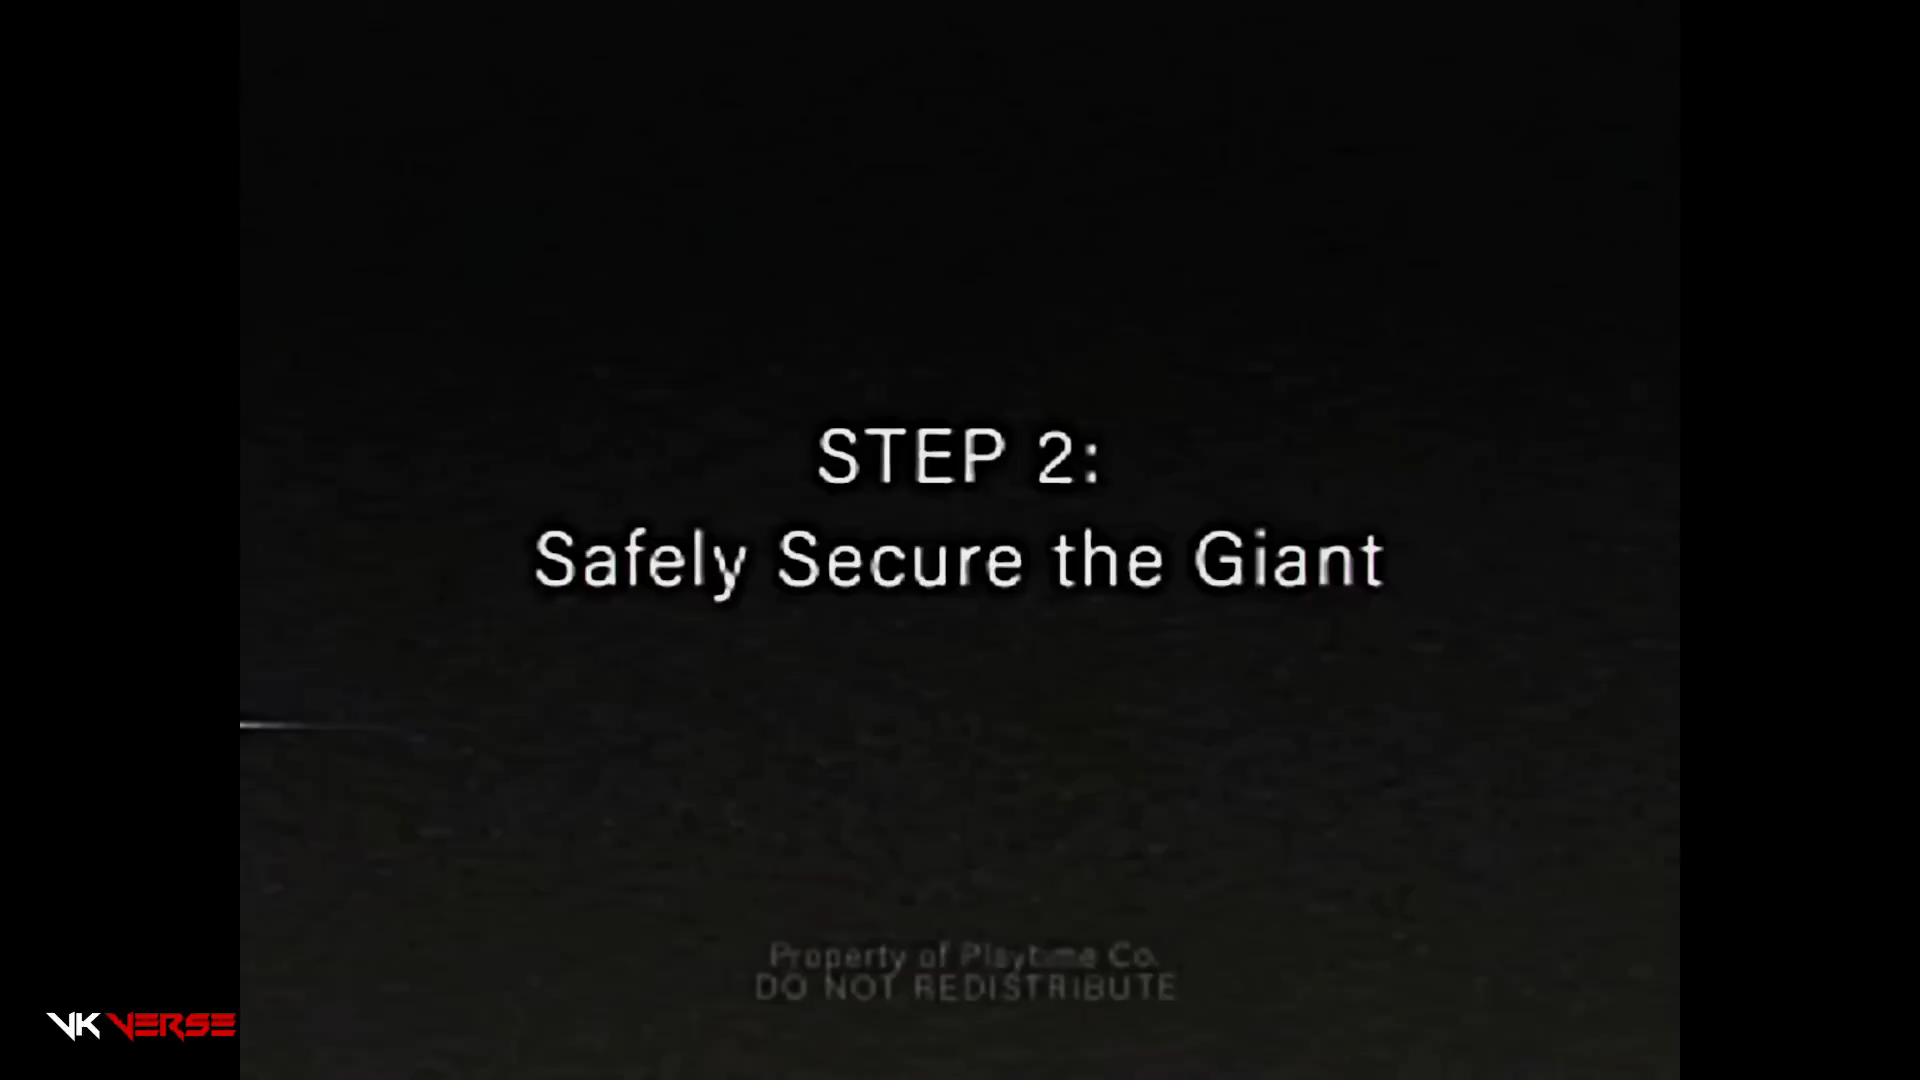 STEP 2:
Safely Secure the Giant
Property of Playtime Co.
DO NOT REDISTRIBUTE
VK VERSE